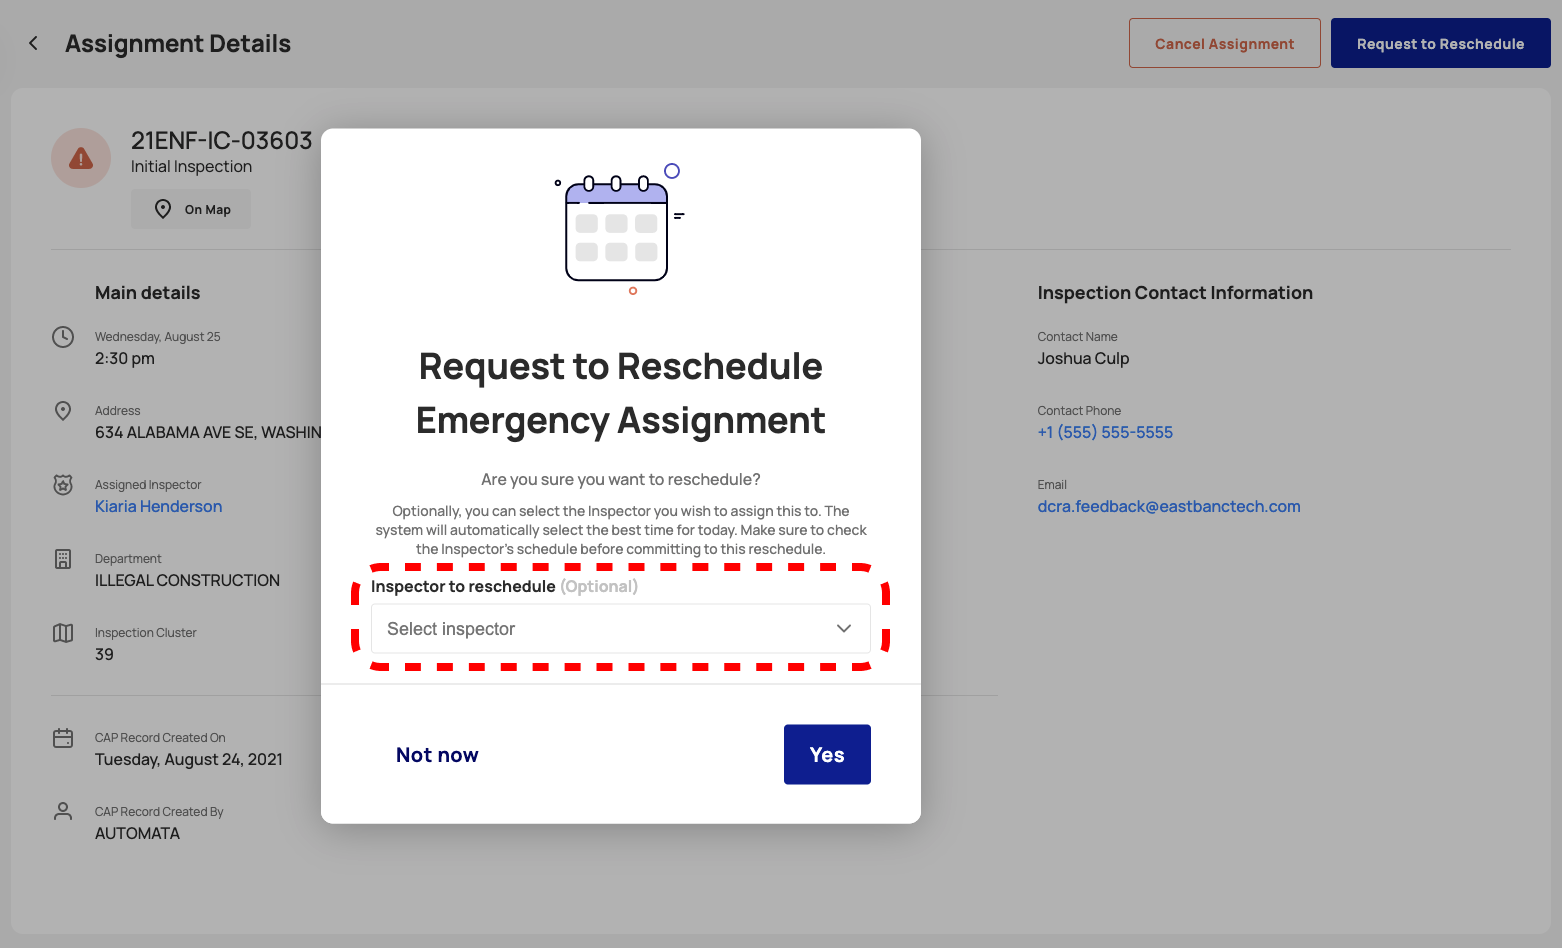 Assignment Details
Cancel Assignment
Request to Reschedule
21ENF-IC-03603
Initial Inspection
On Map
Main details
Wednesday, August 25
2:30 pm
Address
634 ALABAMA AVE SE, WASHIN
Assigned Inspector
Kiaria Henderson
Department
ILLEGAL CONSTRUCTION
Inspection Cluster
39
CAP Record Created On
Tuesday, August 24, 2021
CAP Record Created By
AUTOMATA
Request to Reschedule
Emergency Assignment
Are you sure you want to reschedule?
Optionally, you can select the Inspector you wish to assign this to. The
system will automatically select the best time for today. Make sure to check
the Inspector's schedule before committing to this reschedule.
Inspector to reschedule (Optional)
Select inspector
Not now
Yes
Inspection Contact Information
Contact Name
Joshua Culp
Contact Phone
+1 (555) 555-5555
Email
dcra.feedback@eastbanctech.com